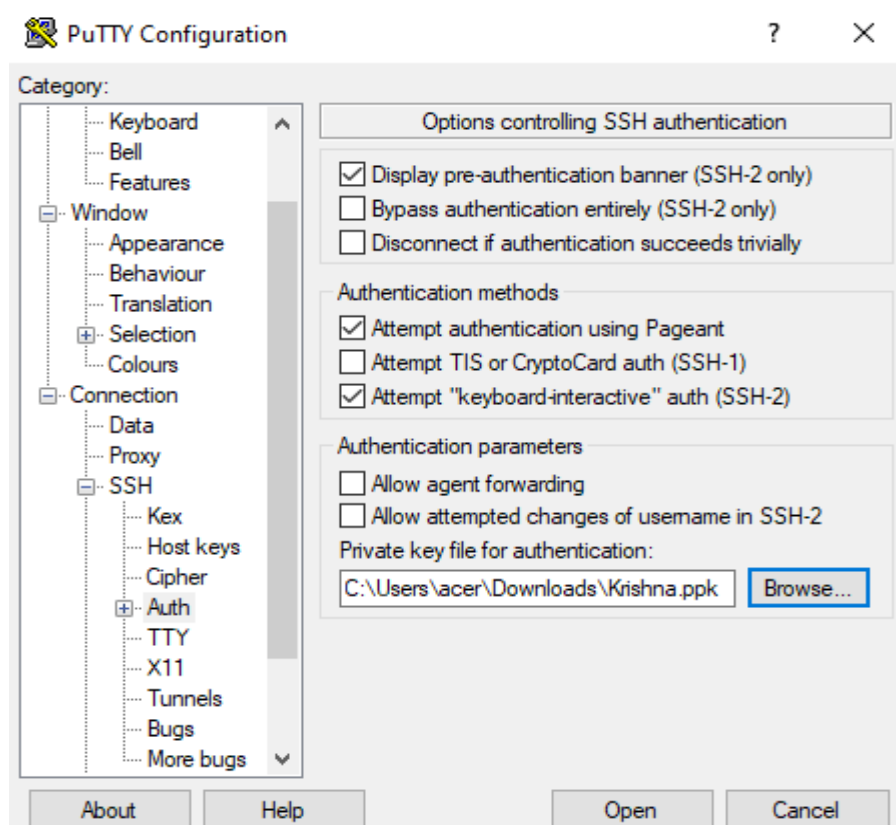 PuTTY Configuration
?
Category:
Keyboard
Bell
Features
Window
Appearance
Behaviour
Translation
Selection
Colours
Connection
Data
Proxy
SSH
Kex
Host keys
Cipher
Auth
TTY
X11
Tunnels
Bugs
More bugs
Options controlling SSH authentication
Display pre-authentication banner (SSH-2 only)
Bypass authentication entirely (SSH-2 only)
Disconnect if authentication succeeds trivially
Authentication methods
Attempt authentication using Pageant
Attempt TIS or CryptoCard auth (SSH-1)
Attempt "keyboard-interactive" auth (SSH-2)
Authentication parameters
Allow agent forwarding
Allow attempted changes of username in SSH-2
Private key file for authentication:
C:\Users\acer\Downloads\Krishna.ppk
Browse...
About
Help
Open
Cancel